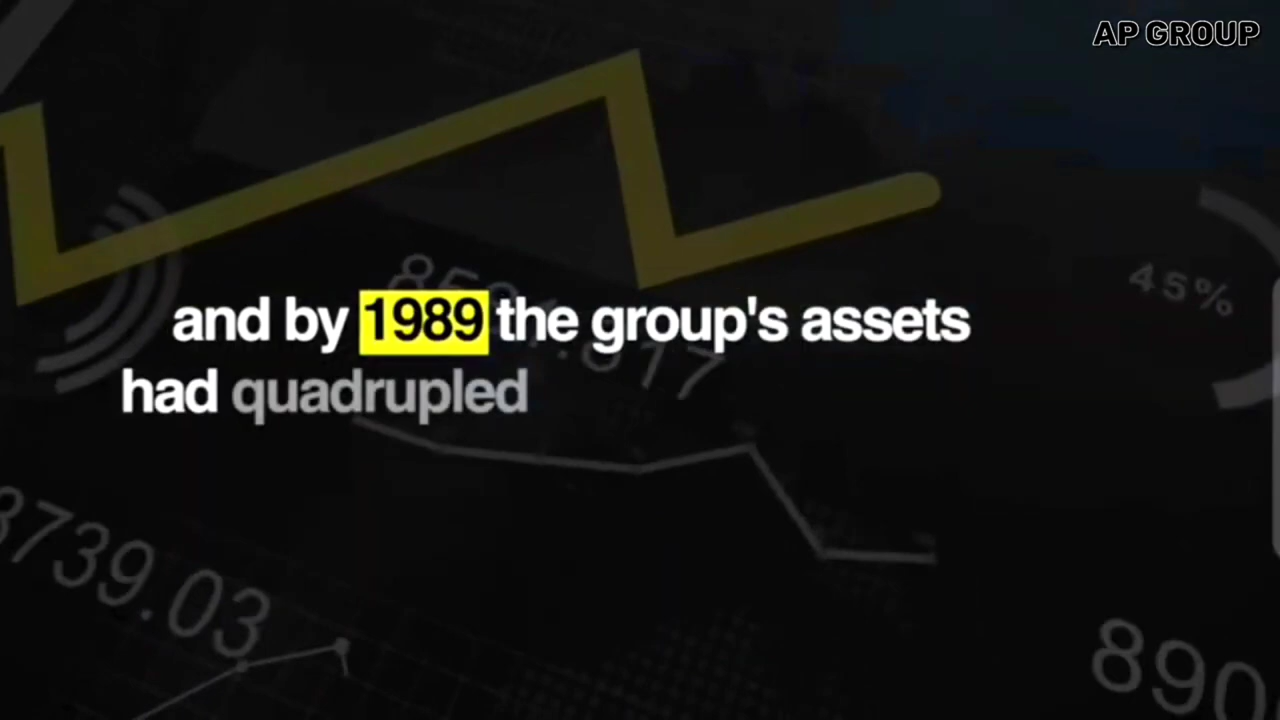 AP GROUP
45%
and by 1989 the group's assets
had quadrupled
8739.03
890